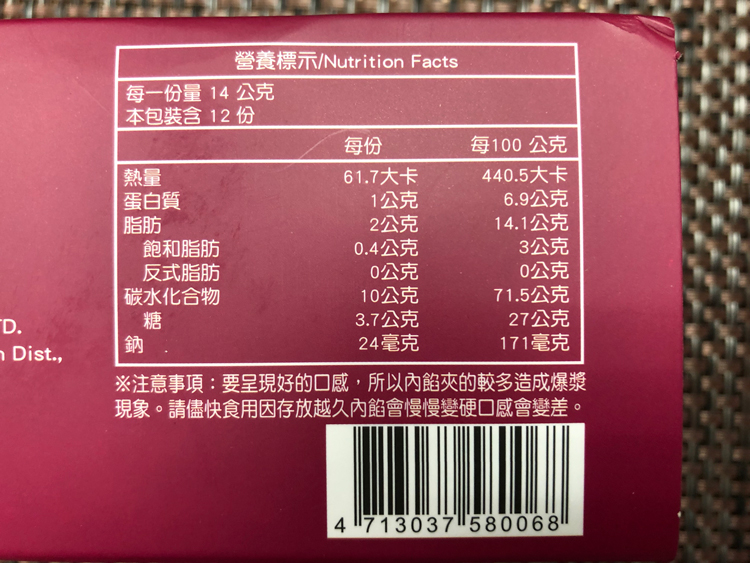 營養標示/Nutrition Facts
每一份量 14 公克
本包裝含 12 份
每份 每100 公克
熱量 61.7大卡 440.5大卡
蛋白質 1公克 6.9公克
脂肪 2公克 14.1公克
飽和脂肪 0.4公克 3公克
反式脂肪 0公克 0公克
碳水化合物 10公克 71.5公克
糖 3.7公克 27公克
鈉 24毫克 171毫克
TD.
n Dist.,
※注意事項：要呈現好的口感，所以內餡夾的較多造成爆漿
現象。請儘快食用因存放越久內餡會慢慢變硬口感會變差。
4 713037 580068